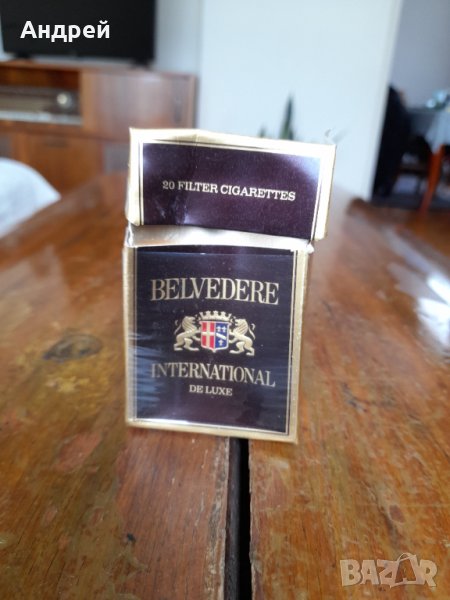 Андрей
20 FILTER CIGARETTES
BELVEDERE
INTERNATIONAL
DE LUXE
BAZAR